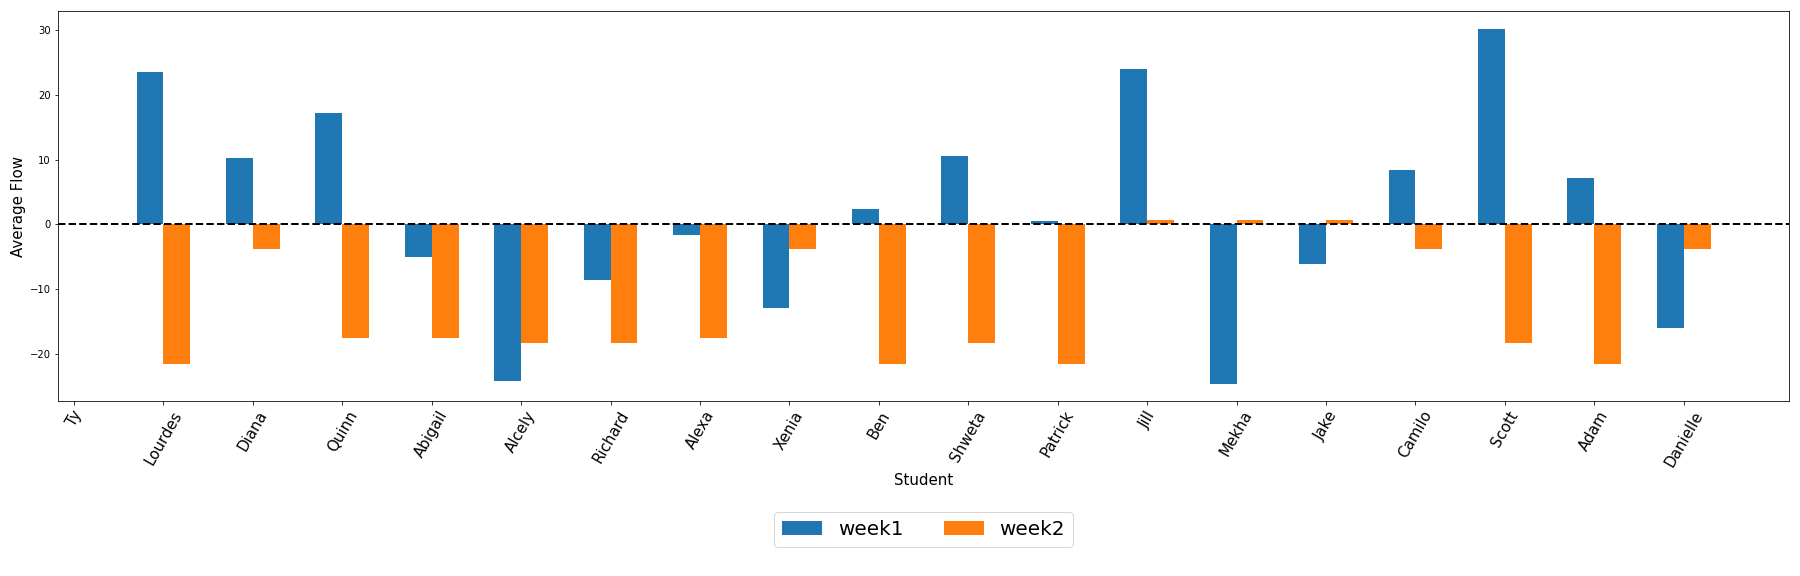 30
20
10
0
−10
−20
Average Flow
Ty Lourdes Diana Quinn Abigail Alcely Richard Alexa Xenia Ben Shweta Patrick Jill Mekha Jake Camilo Scott Adam Danielle
Student
week1 week2